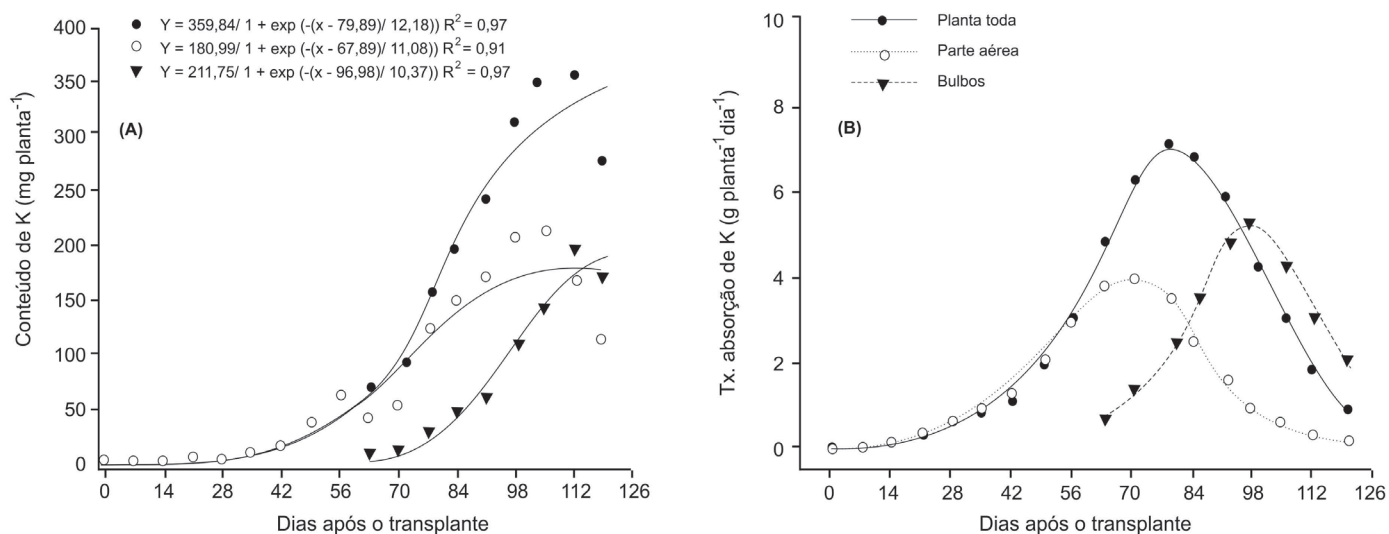 Y = 359,84/ 1 + exp (-(x - 79,89)/ 12,18)) R² = 0,97
Y = 180,99/ 1 + exp (-(x - 67,89)/ 11,08)) R² = 0,91
Y = 211,75/ 1 + exp (-(x - 96,98)/ 10,37)) R² = 0,97
(A)
Conteúdo de K (mg planta⁻¹)
400
350
300
250
200
150
100
50
0
0 14 28 42 56 70 84 98 112 126
Dias após o transplante
Planta toda
Parte aérea
Bulbos
(B)
Tx. absorção de K (g planta⁻¹dia⁻¹)
10
8
6
4
2
0
0 14 28 42 56 70 84 98 112 126
Dias após o transplante